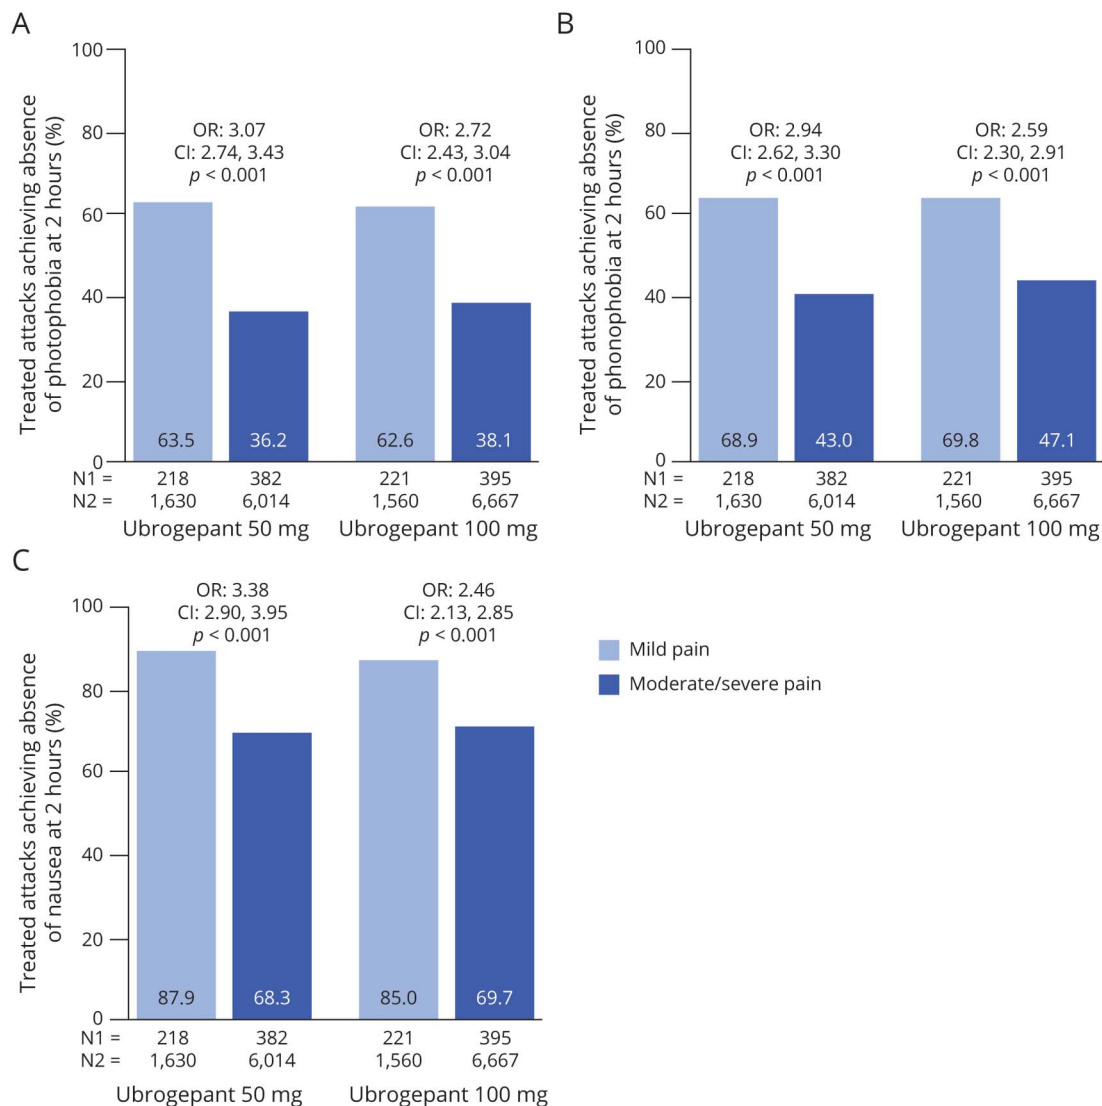 A
Treated attacks achieving absence
of photophobia at 2 hours (%)
100
80
60
40
20
0
OR: 3.07
CI: 2.74, 3.43
p < 0.001
OR: 2.72
CI: 2.43, 3.04
p < 0.001
63.5 36.2 62.6 38.1
N1 = 218 382 221 395
N2 = 1,630 6,014 1,560 6,667
Ubrogepant 50 mg Ubrogepant 100 mg
B
Treated attacks achieving absence
of phonophobia at 2 hours (%)
100
80
60
40
20
0
OR: 2.94
CI: 2.62, 3.30
p < 0.001
OR: 2.59
CI: 2.30, 2.91
p < 0.001
68.9 43.0 69.8 47.1
N1 = 218 382 221 395
N2 = 1,630 6,014 1,560 6,667
Ubrogepant 50 mg Ubrogepant 100 mg
C
Treated attacks achieving absence
of nausea at 2 hours (%)
100
80
60
40
20
0
OR: 3.38
CI: 2.90, 3.95
p < 0.001
OR: 2.46
CI: 2.13, 2.85
p < 0.001
87.9 68.3 85.0 69.7
N1 = 218 382 221 395
N2 = 1,630 6,014 1,560 6,667
Ubrogepant 50 mg Ubrogepant 100 mg
Mild pain
Moderate/severe pain